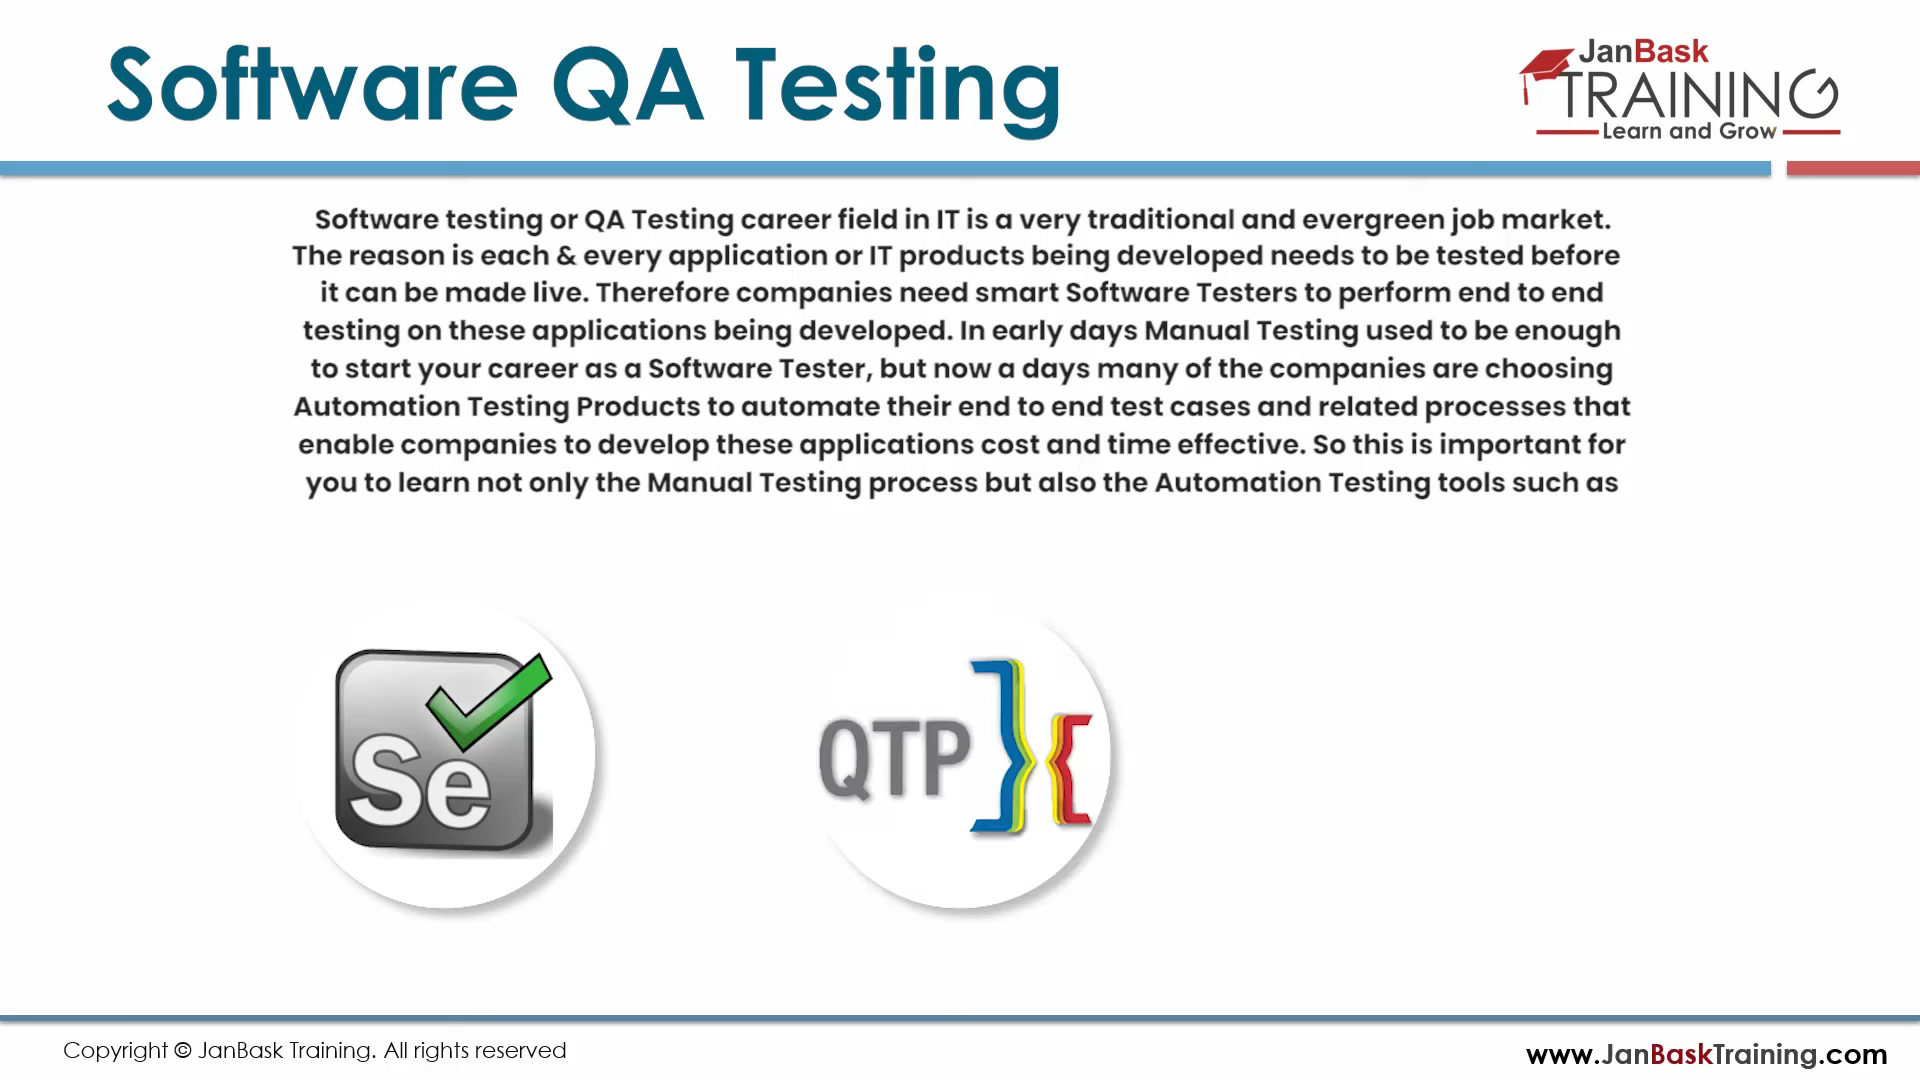 Software QA Testing
JanBask
TRAINING
Learn and Grow
Software testing or QA Testing career field in IT is a very traditional and evergreen job market.
The reason is each & every application or IT products being developed needs to be tested before
it can be made live. Therefore companies need smart Software Testers to perform end to end
testing on these applications being developed. In early days Manual Testing used to be enough
to start your career as a Software Tester, but now a days many of the companies are choosing
Automation Testing Products to automate their end to end test cases and related processes that
enable companies to develop these applications cost and time effective. So this is important for
you to learn not only the Manual Testing process but also the Automation Testing tools such as
Se
QTP
Copyright © JanBask Training. All rights reserved
www.JanBaskTraining.com